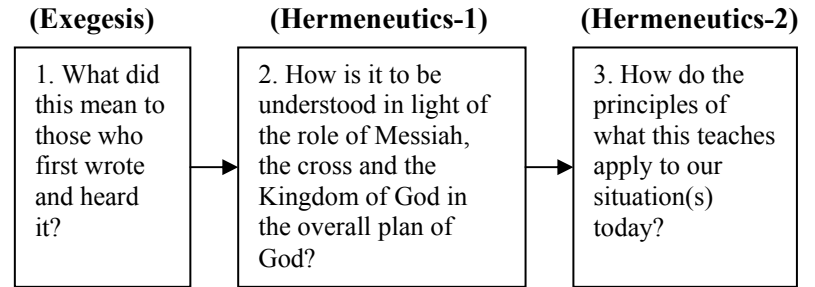 (Exegesis)
(Hermeneutics-1)
(Hermeneutics-2)
1. What did
this mean to
those who
first wrote
and heard
it?
2. How is it to be
understood in light of
the role of Messiah,
the cross and the
Kingdom of God in
the overall plan of
God?
3. How do the
principles of
what this teaches
apply to our
situation(s)
today?